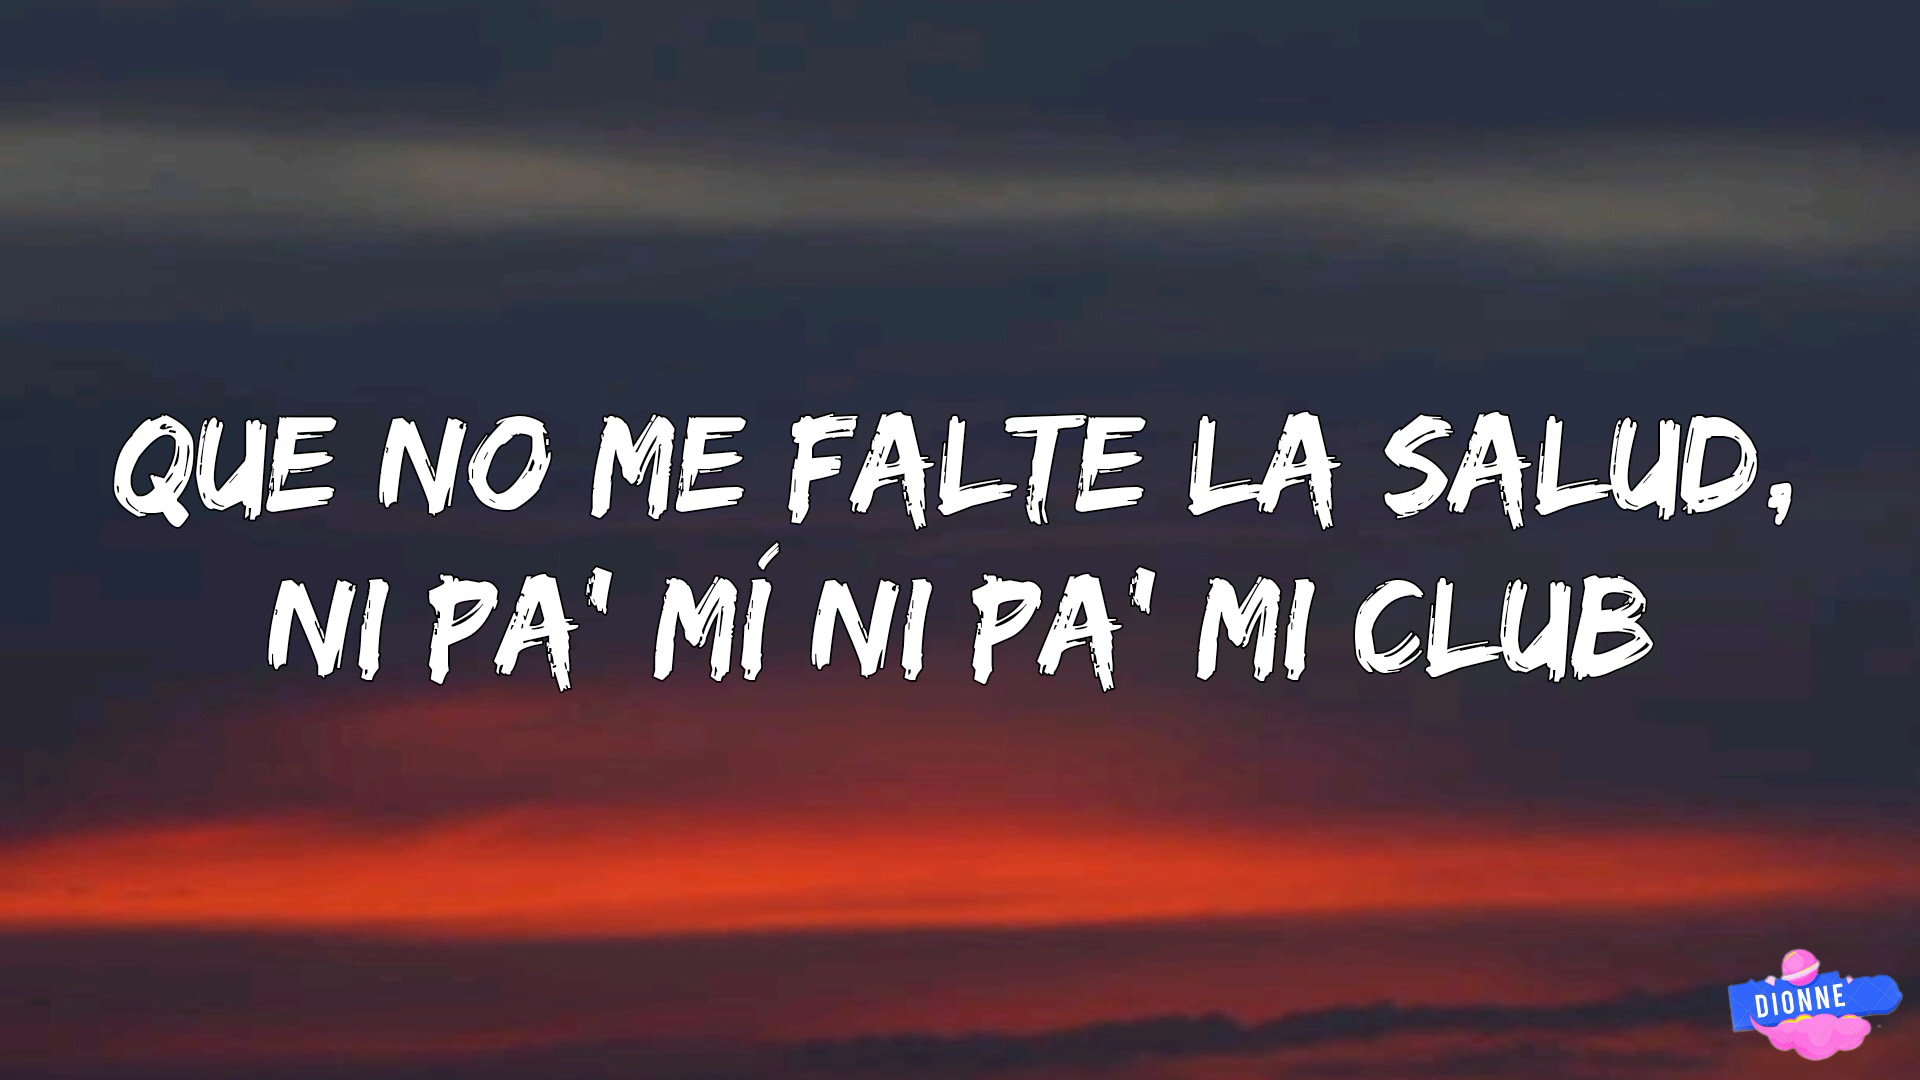 QUE NO ME FALTE LA SALUD,
NI PA' MÍ NI PA' MI CLUB
DIONNE